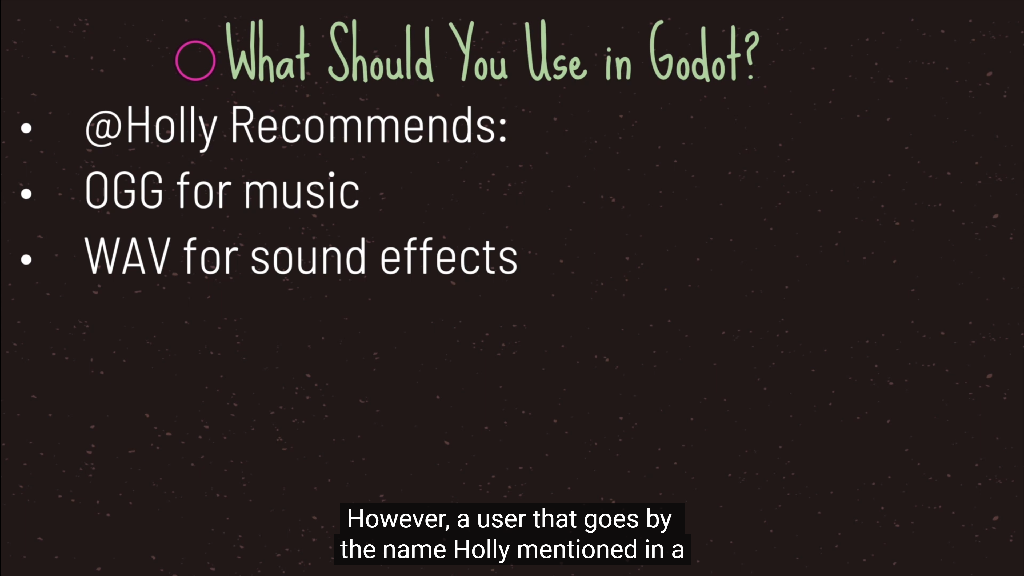 What Should You Use in Godot?
• @Holly Recommends:
• OGG for music
• WAV for sound effects
However, a user that goes by
the name Holly mentioned in a